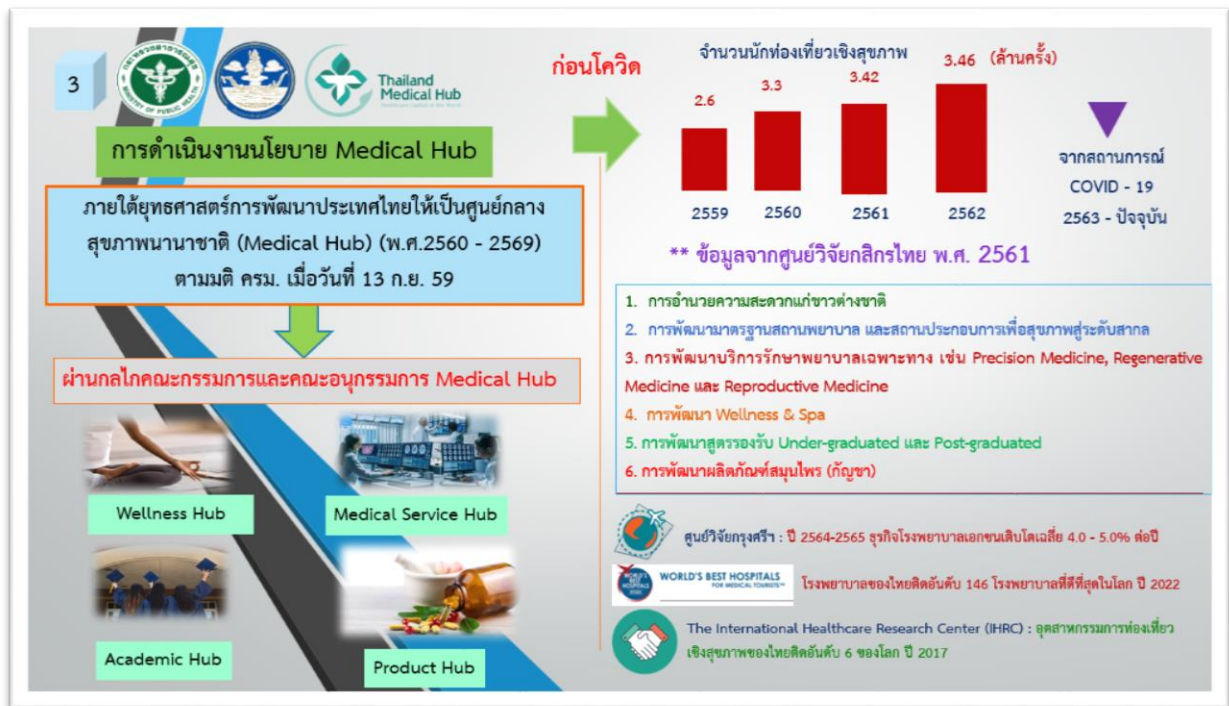 3
กระทรวงสาธารณสุข
MINISTRY OF PUBLIC HEALTH
Thailand
Medical Hub
การดำเนินงานนโยบาย Medical Hub
ภายใต้ยุทธศาสตร์การพัฒนาประเทศไทยให้เป็นศูนย์กลาง
สุขภาพนานาชาติ (Medical Hub) (พ.ศ.2560 - 2569)
ตามมติ ครม. เมื่อวันที่ 13 ก.ย. 59
ผ่านกลไกคณะกรรมการและคณะอนุกรรมการ Medical Hub
Wellness Hub
Medical Service Hub
Academic Hub
Product Hub
ก่อนโควิด
จำนวนนักท่องเที่ยวเชิงสุขภาพ
2.6
3.3
3.42
3.46 (ล้านครั้ง)
2559
2560
2561
2562
จากสถานการณ์
COVID - 19
2563 - ปัจจุบัน
** ข้อมูลจากศูนย์วิจัยกสิกรไทย พ.ศ. 2561
1. การอำนวยความสะดวกแก่ชาวต่างชาติ
2. การพัฒนามาตรฐานสถานพยาบาล และสถานประกอบการเพื่อสุขภาพสู่ระดับสากล
3. การพัฒนาบริการรักษาพยาบาลเฉพาะทาง เช่น Precision Medicine, Regenerative
Medicine และ Reproductive Medicine
4. การพัฒนา Wellness & Spa
5. การพัฒนาสูตรรองรับ Under-graduated และ Post-graduated
6. การพัฒนาผลิตภัณฑ์สมุนไพร (กัญชา)
ศูนย์วิจัยกรุงศรีฯ : ปี 2564-2565 ธุรกิจโรงพยาบาลเอกชนเติบโตเฉลี่ย 4.0 - 5.0% ต่อปี
WORLD'S BEST HOSPITALS
FOR MEDICAL TOURISTS™
โรงพยาบาลของไทยติดอันดับ 146 โรงพยาบาลที่ดีที่สุดในโลก ปี 2022
The International Healthcare Research Center (IHRC) : อุตสาหกรรมการท่องเที่ยว
เชิงสุขภาพของไทยติดอันดับ 6 ของโลก ปี 2017